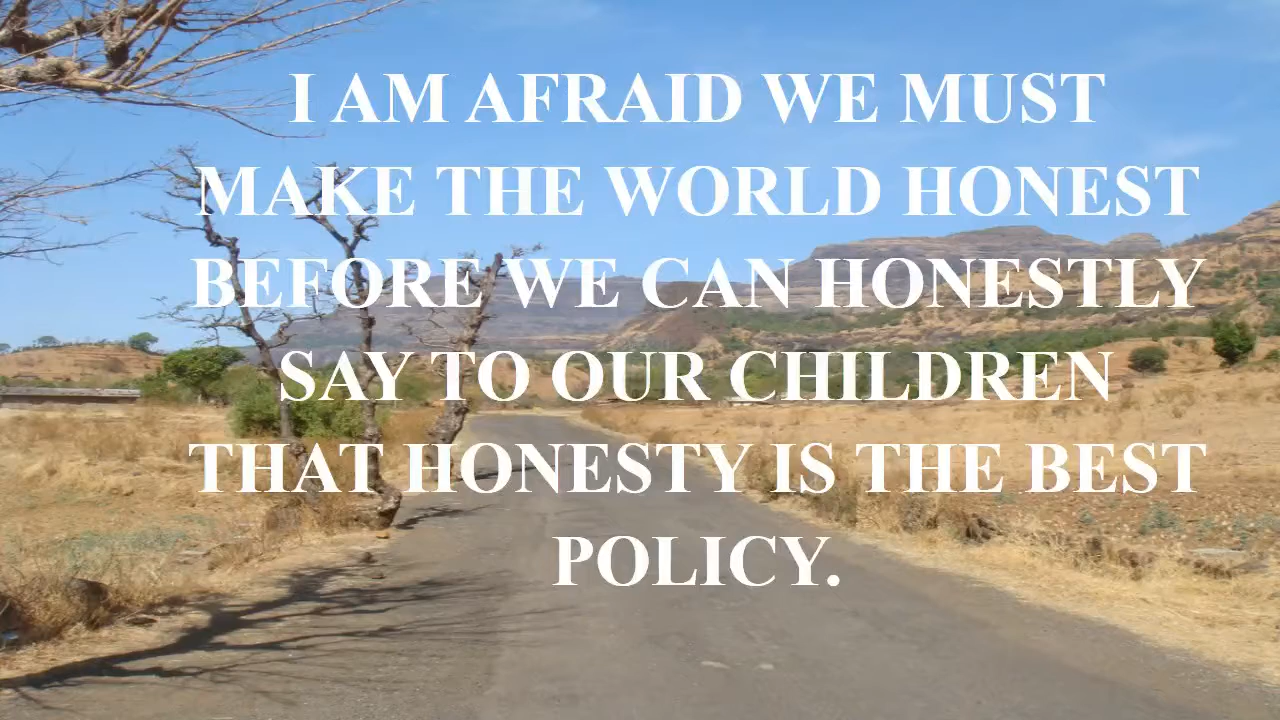 I AM AFRAID WE MUST
MAKE THE WORLD HONEST
BEFORE WE CAN HONESTLY
SAY TO OUR CHILDREN
THAT HONESTY IS THE BEST
POLICY.